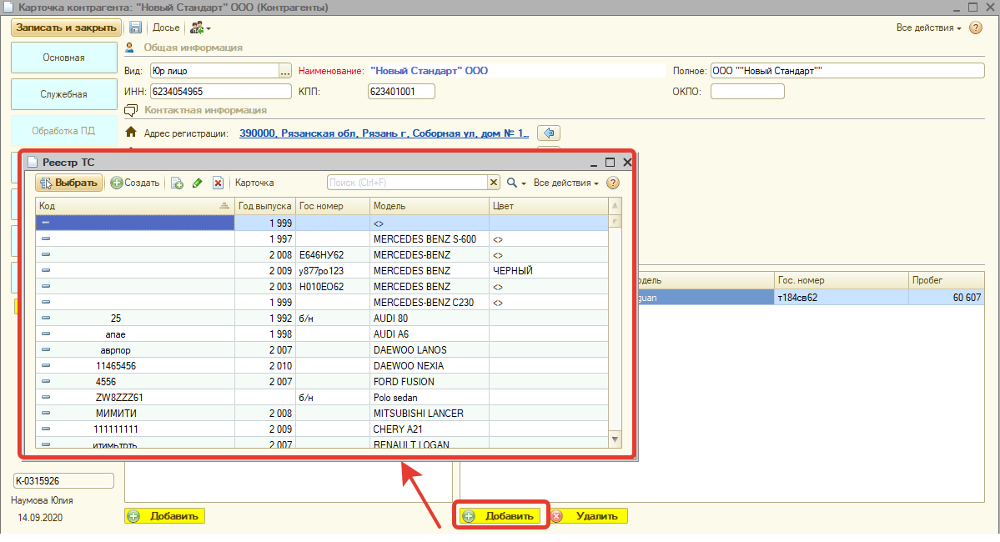 Карточка контрагента: "Новый Стандарт" ООО (Контрагенты)
Записать и закрыть Досье Все действия
Основная
Служебная
Обработка ПД
Общая информация
Вид: Юр лицо ... Наименование: "Новый Стандарт" ООО Полное: ООО ""Новый Стандарт""
ИНН: 6234054965 КПП: 623401001 ОКПО:
Контактная информация
Адрес регистрации: 390000, Рязанская обл, Рязань г, Соборная ул, дом № 1..
Реестр ТС
Выбрать Создать Карточка Поиск (Ctrl+F) Все действия
Код Год выпуска Гос номер Модель Цвет
1 999 <>
1 997 MERCEDES BENZ S-600 <>
2 008 Е646НУ62 MERCEDES-BENZ <>
2 009 у877ро123 MERCEDES BENZ ЧЕРНЫЙ
2 003 Н010ЕО62 MERCEDES BENZ <>
1 999 MERCEDES-BENZ C230 <>
25 1 992 б/н AUDI 80
апае 1 998 AUDI A6
аврпор 2 007 DAEWOO LANOS
11465456 2 010 DAEWOO NEXIA
4556 2 007 FORD FUSION
ZW8ZZZ61 б/н Polo sedan
МИМИТИ 2 008 MITSUBISHI LANCER
111111111 2 009 CHERY A21
итимьтрть 2 007 RENAULT LOGAN
одель Гос. номер Пробег
guan т184св62 60 607
К-0315926
Наумова Юлия
14.09.2020
Добавить Добавить Удалить